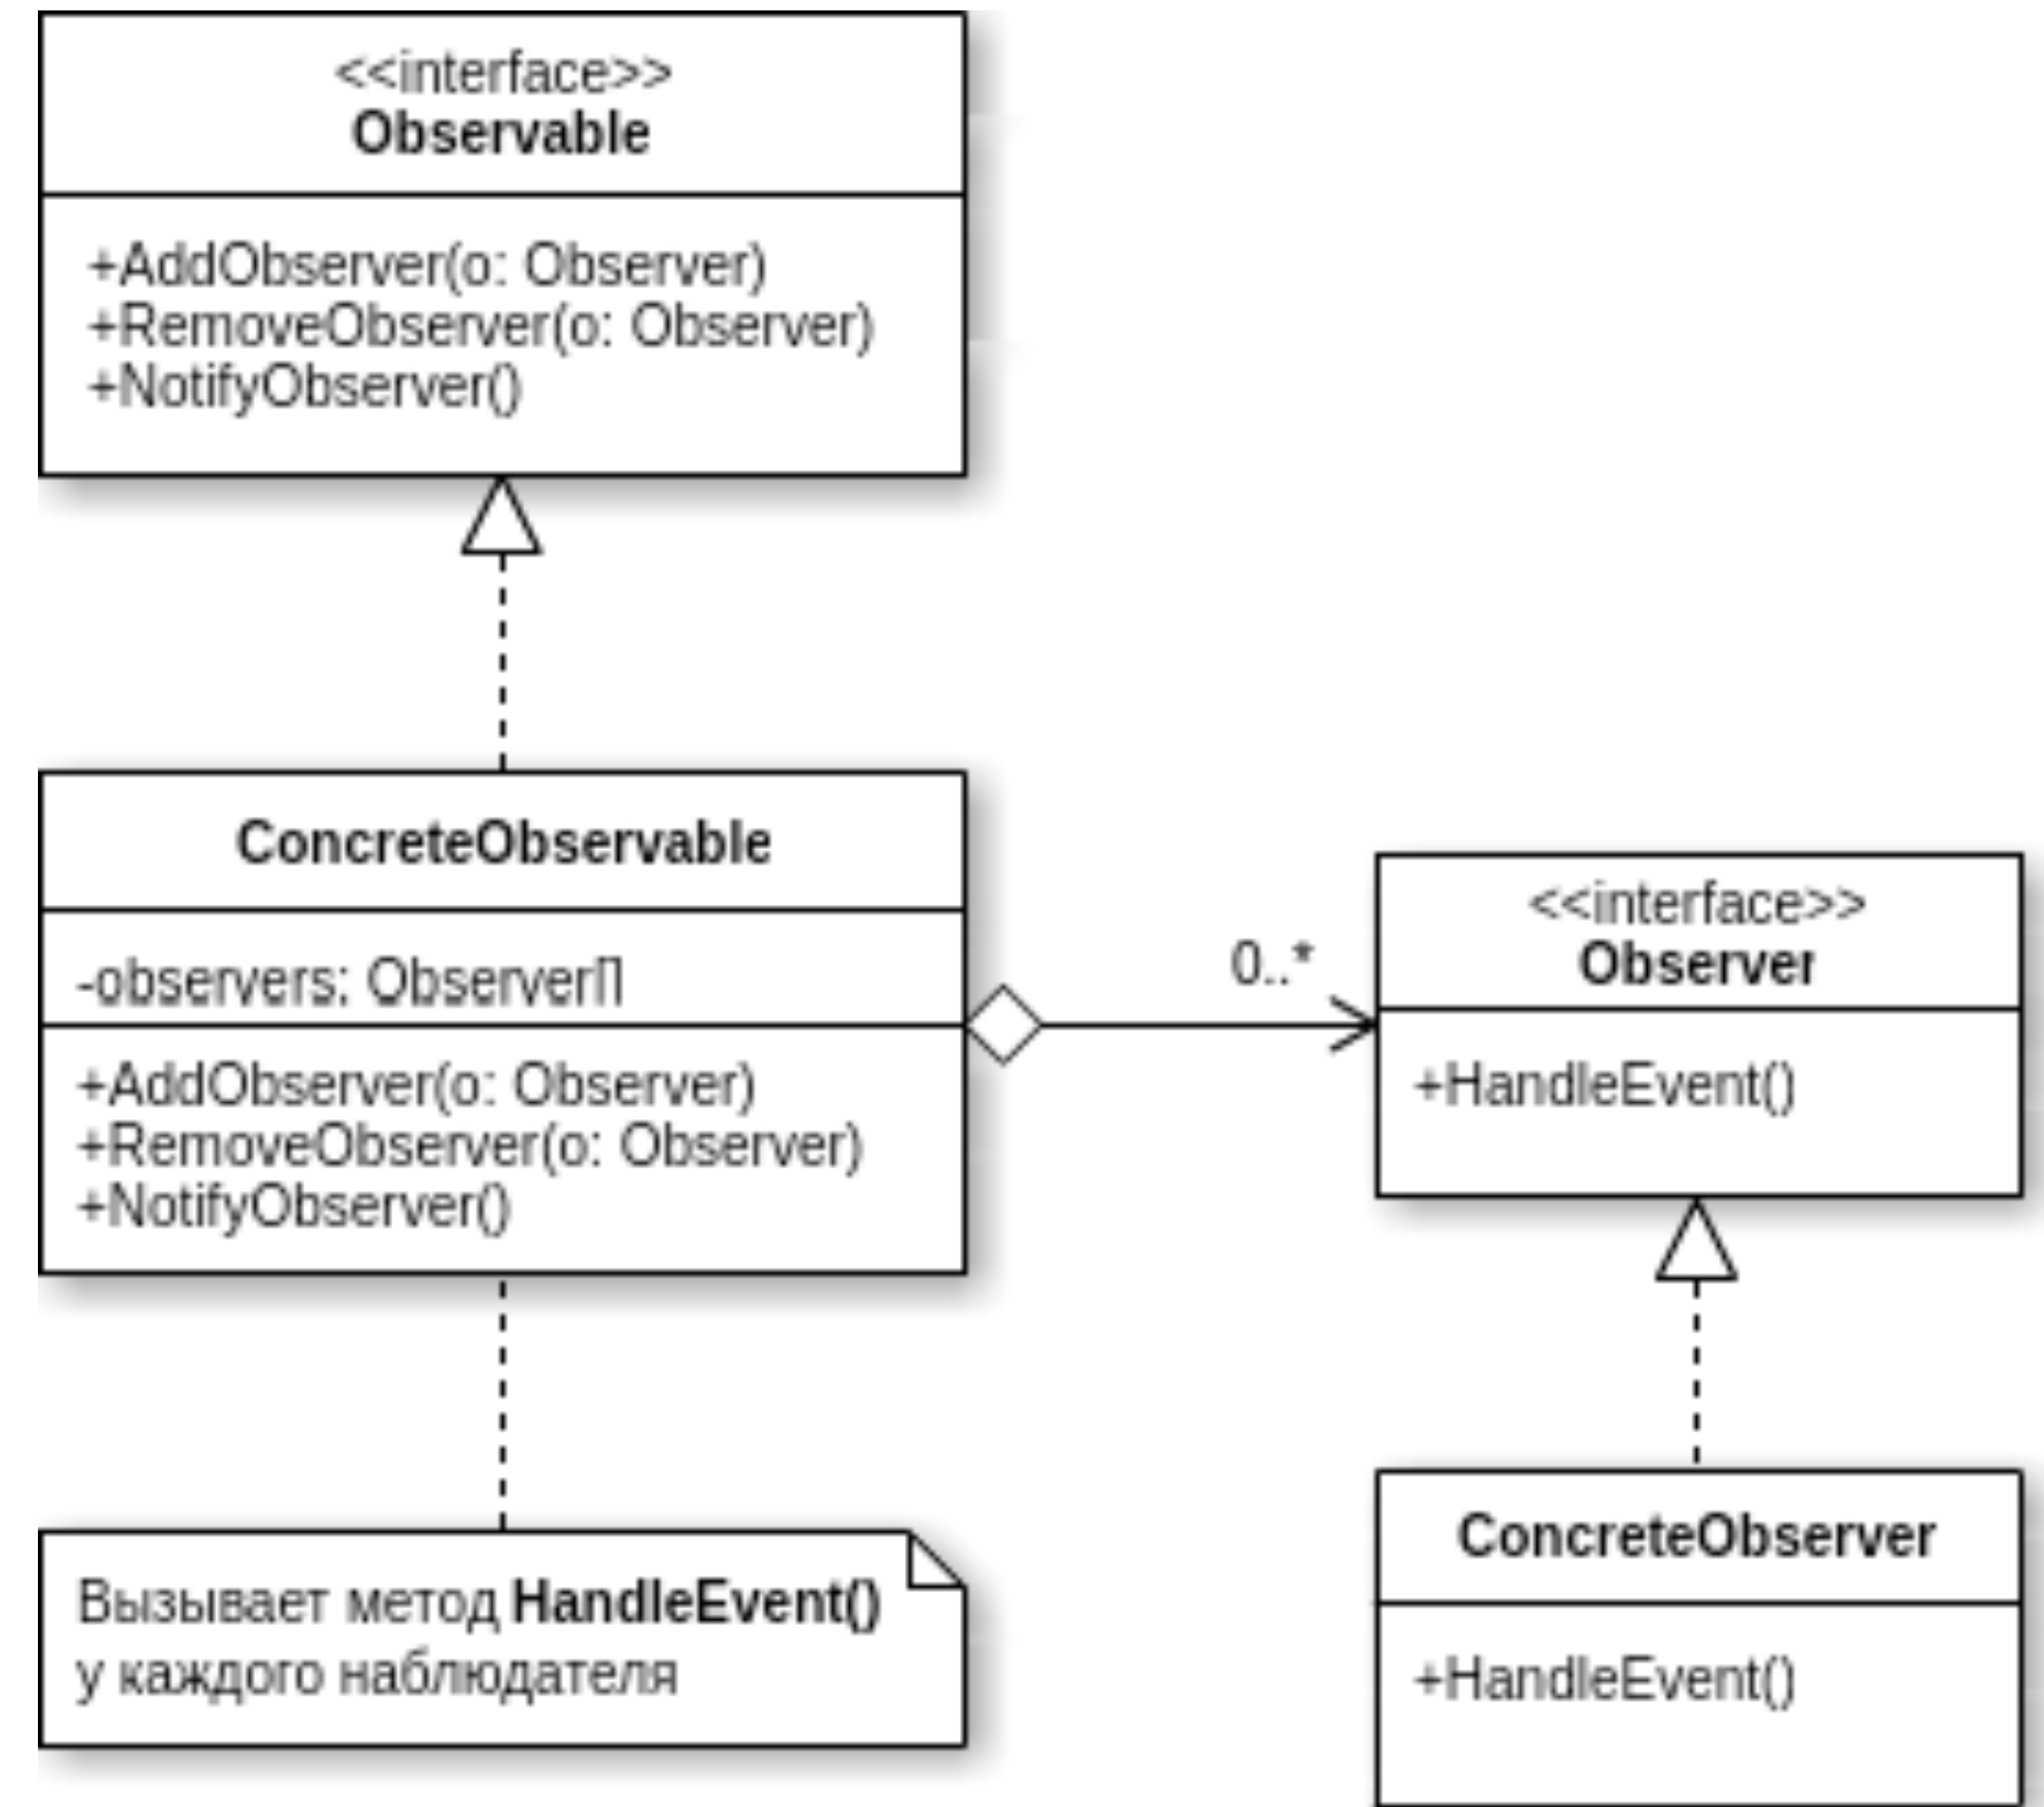 <<interface>>
Observable
+AddObserver(o: Observer)
+RemoveObserver(o: Observer)
+NotifyObserver()
ConcreteObservable
-observers: Observer[]
+AddObserver(o: Observer)
+RemoveObserver(o: Observer)
+NotifyObserver()
0..*
<<interface>>
Observer
+HandleEvent()
Вызывает метод HandleEvent()
у каждого наблюдателя
ConcreteObserver
+HandleEvent()